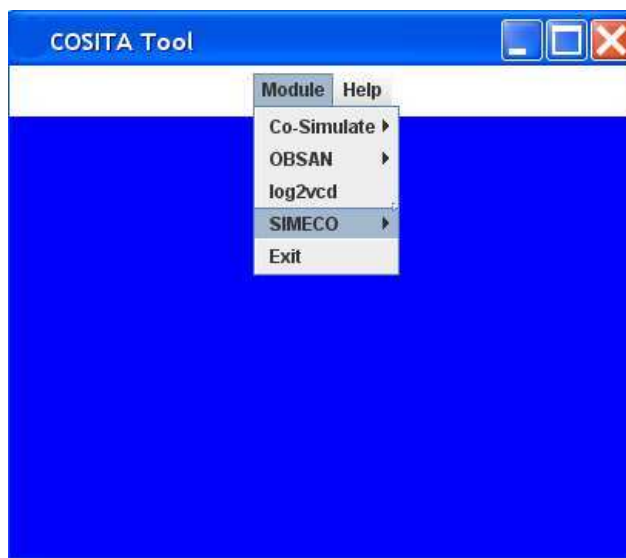 COSITA Tool
Module Help
Co-Simulate
OBSAN
log2vcd
SIMECO
Exit